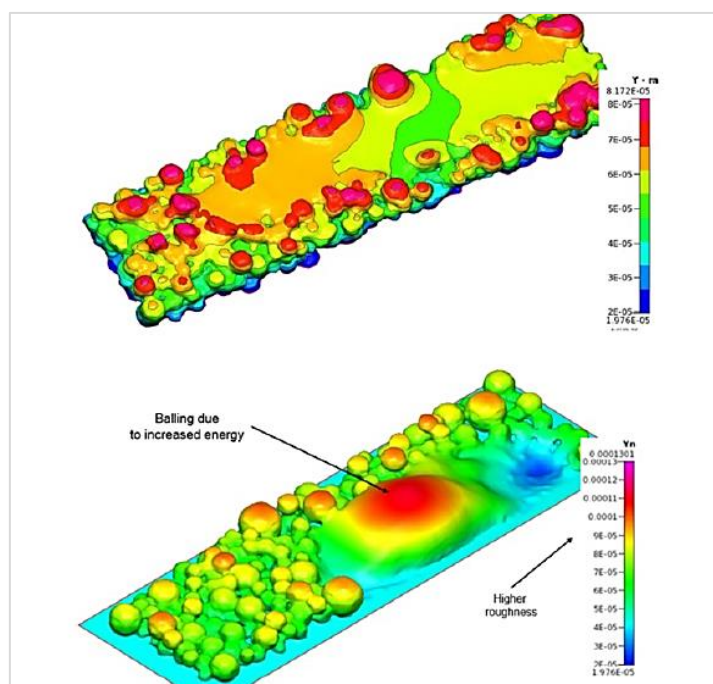 Y - m
8.172E-05
8E-05
7E-05
6E-05
5E-05
4E-05
3E-05
2E-05
1.976E-05
Balling due
to increased energy
Yn
0.0001301
0.00013
0.00012
0.00011
0.0001
9E-05
8E-05
7E-05
6E-05
5E-05
4E-05
3E-05
2E-05
1.976E-05
Higher
roughness